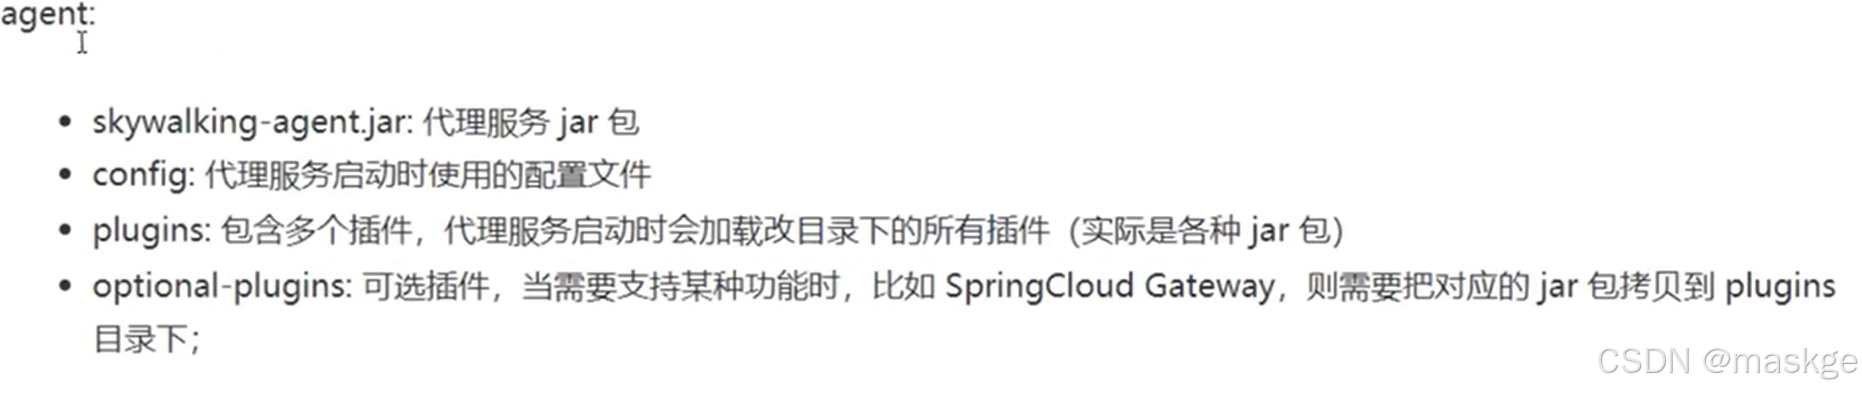 agent:
• skywalking-agent.jar: 代理服务 jar 包
• config: 代理服务启动时使用的配置文件
• plugins: 包含多个插件，代理服务启动时会加载改目录下的所有插件（实际是各种 jar 包）
• optional-plugins: 可选插件，当需要支持某种功能时，比如 SpringCloud Gateway，则需要把对应的 jar 包拷贝到 plugins
目录下；
CSDN @maskge